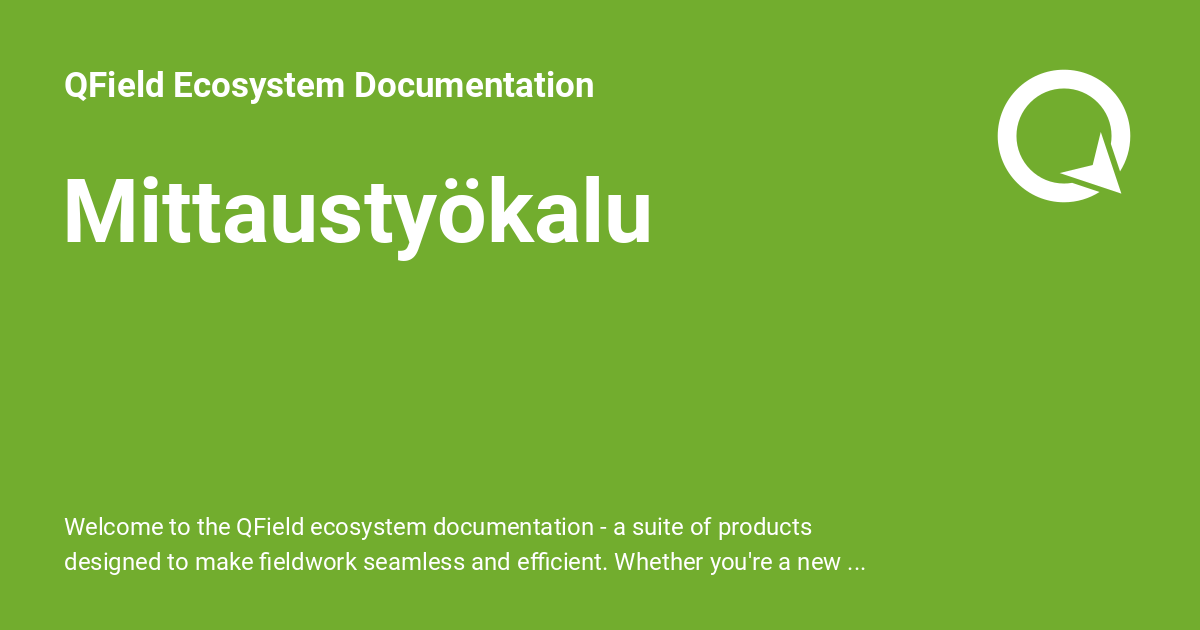 QField Ecosystem Documentation
Mittaustyökalu
Welcome to the QField ecosystem documentation - a suite of products
designed to make fieldwork seamless and efficient. Whether you're a new ...